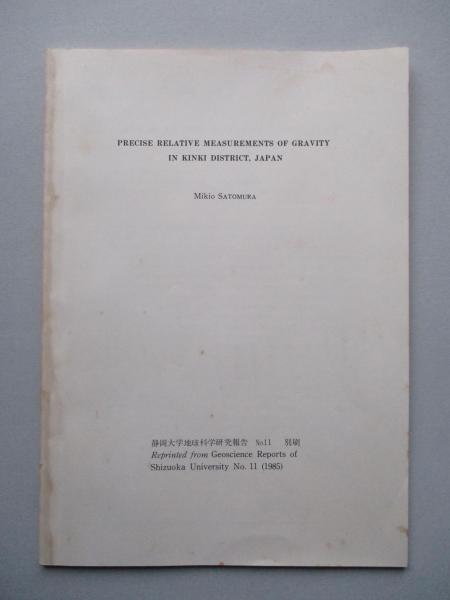 PRECISE RELATIVE MEASUREMENTS OF GRAVITY
IN KINKI DISTRICT, JAPAN
Mikio SATOMURA
静岡大学地球科学研究報告 No.11 別刷
Reprinted from Geoscience Reports of
Shizuoka University No. 11 (1985)